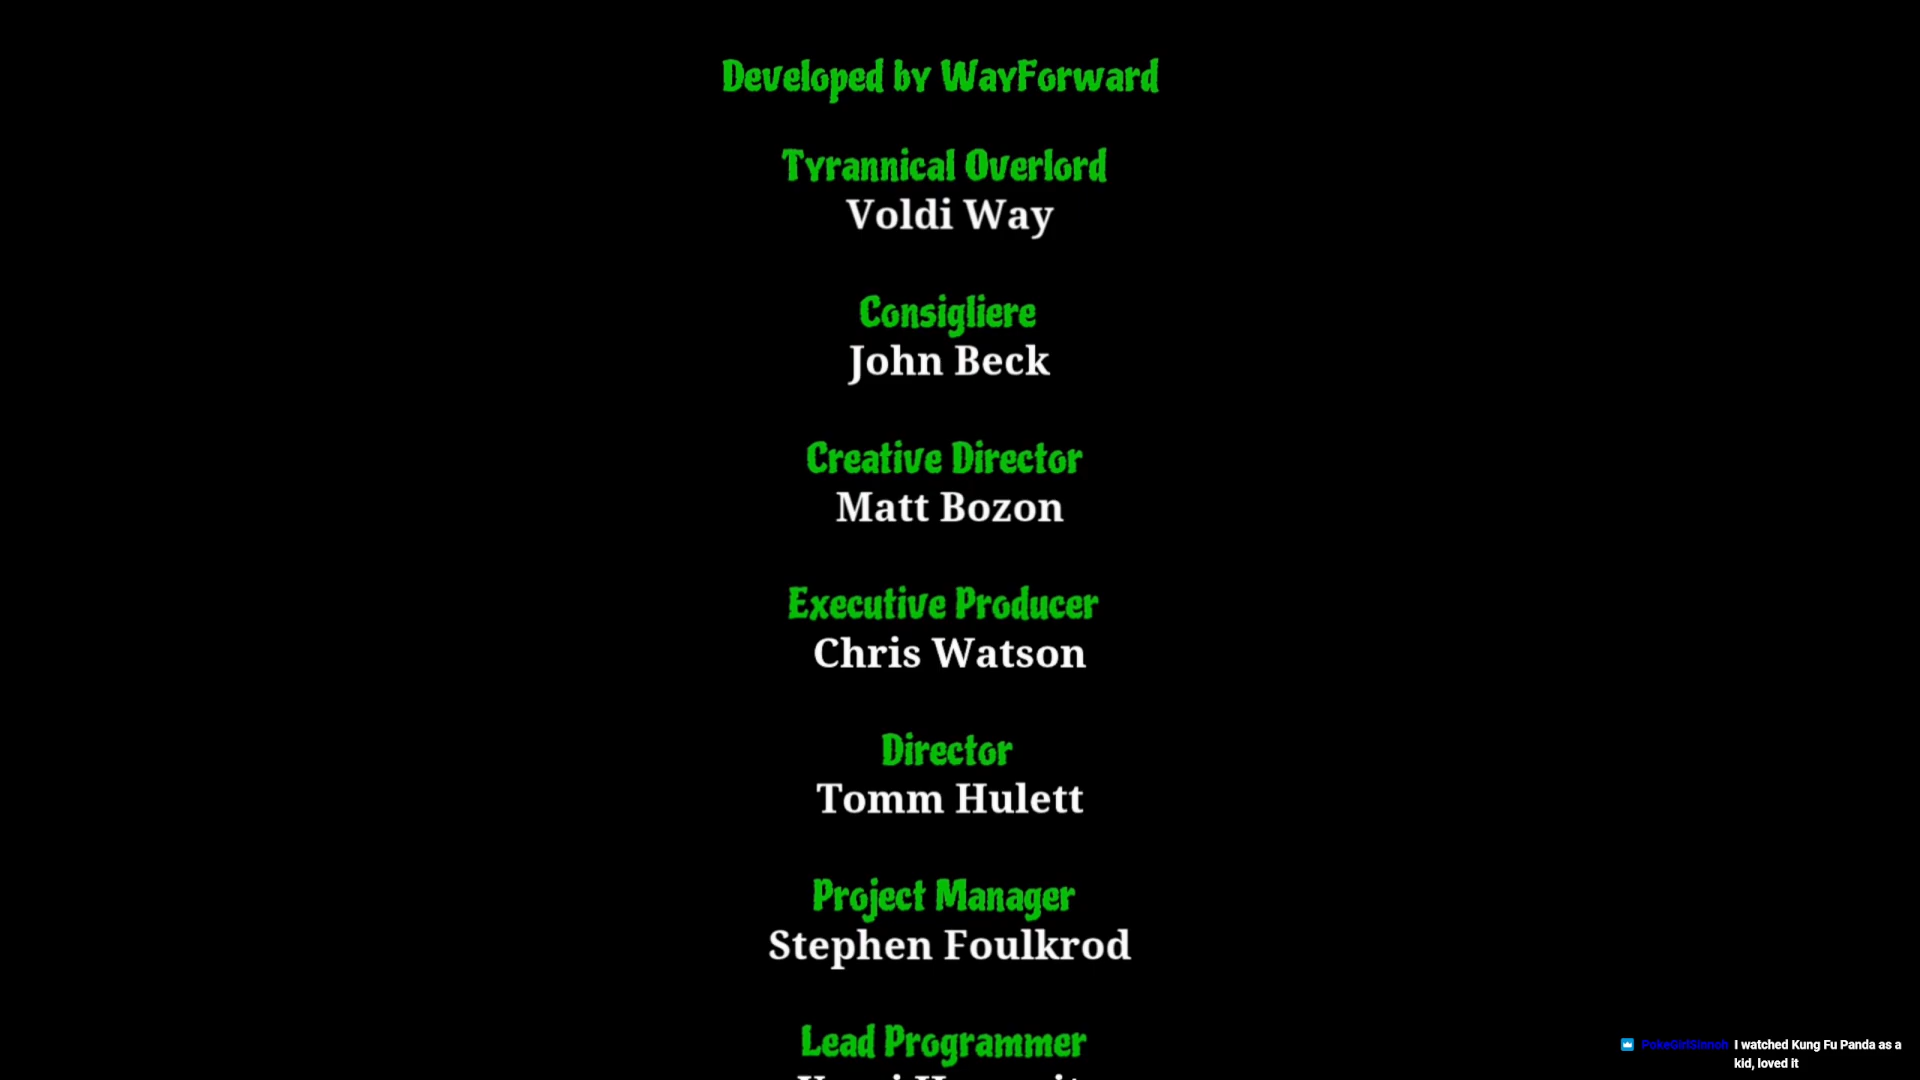 Developed by WayForward
Tyrannical Overlord
Voldi Way
Consigliere
John Beck
Creative Director
Matt Bozon
Executive Producer
Chris Watson
Director
Tomm Hulett
Project Manager
Stephen Foulkrod
Lead Programmer
PokeGirlSinnoh I watched Kung Fu Panda as a
kid, loved it